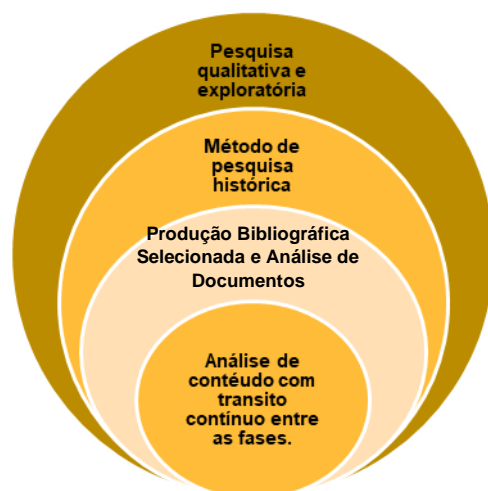 Pesquisa
qualitativa e
exploratória
Método de
pesquisa
histórica
Produção Bibliográfica
Selecionada e Análise de
Documentos
Análise de
contéudo com
transito
contínuo entre
as fases.